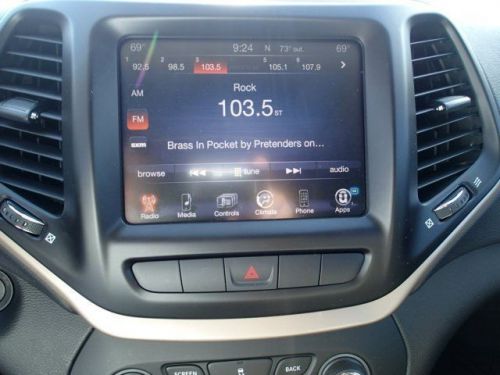 69° 9:24 N 73° out. 69°
1 2 3 5 6
92.5 98.5 103.5 105.1 107.9
AM
Rock
103.5 ST
FM
sxm
Brass In Pocket by Pretenders on...
browse tune audio
Radio Media Controls Climate Phone Apps
SCREEN BACK